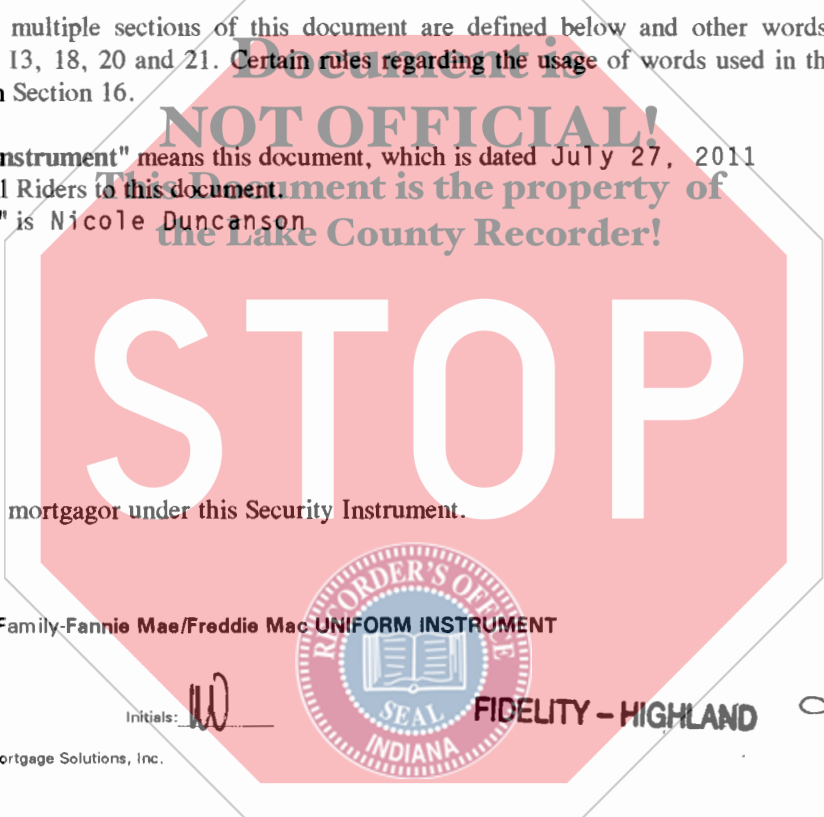 multiple sections of this document are defined below and other words
13, 18, 20 and 21. Certain rules regarding the usage of words used in th
Section 16.
Document is
NOT OFFICIAL!
This Document is the property of
the Lake County Recorder!
nstrument" means this document, which is dated July 27, 2011
l Riders to this document.
" is Nicole Duncanson
STOP
mortgagor under this Security Instrument.
RECORDER'S OFFICE
SEAL
INDIANA
Family-Fannie Mae/Freddie Mac UNIFORM INSTRUMENT
Initials:
FIDELITY – HIGHLAND
ortgage Solutions, Inc.